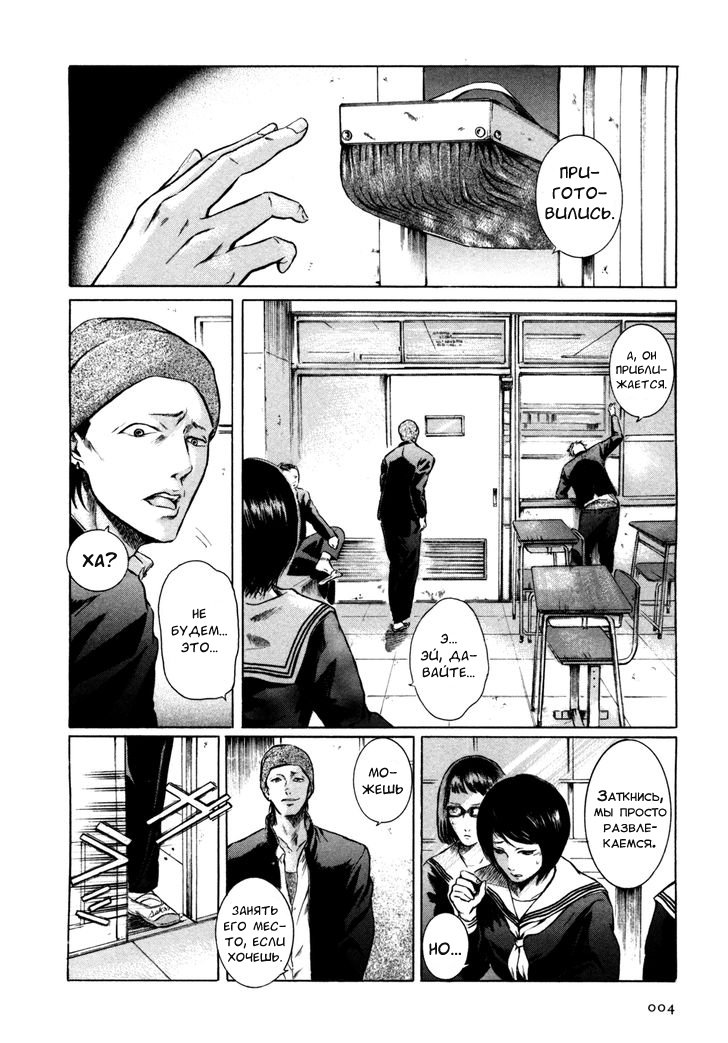 ПРИ-
ГОТО-
ВИЛИСЬ.
А, ОН
ПРИБЛИ-
ЖАЕТСЯ.
Э...
ЭЙ, ДА-
ВАЙТЕ...
ХА?
НЕ
БУДЕМ...
ЭТО...
Заткнись,
МЫ ПРОСТО
РАЗВЛЕ-
КАЕМСЯ.
НО...
МО-
ЖЕШЬ
ЗАНЯТЬ
ЕГО МЕС-
ТО, ЕСЛИ
ХОЧЕШЬ.
004